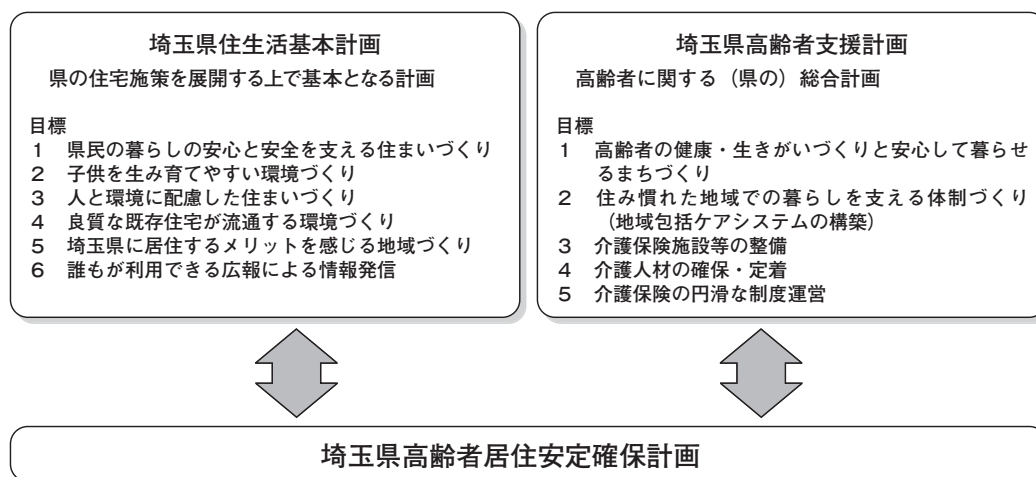 埼玉県住生活基本計画
県の住宅施策を展開する上で基本となる計画
目標
1 県民の暮らしの安心と安全を支える住まいづくり
2 子供を生み育てやすい環境づくり
3 人と環境に配慮した住まいづくり
4 良質な既存住宅が流通する環境づくり
5 埼玉県に居住するメリットを感じる地域づくり
6 誰もが利用できる広報による情報発信
埼玉県高齢者支援計画
高齢者に関する(県の)総合計画
目標
1 高齢者の健康・生きがいづくりと安心して暮らせ
るまちづくり
2 住み慣れた地域での暮らしを支える体制づくり
(地域包括ケアシステムの構築)
3 介護保険施設等の整備
4 介護人材の確保・定着
5 介護保険の円滑な制度運営
埼玉県高齢者居住安定確保計画